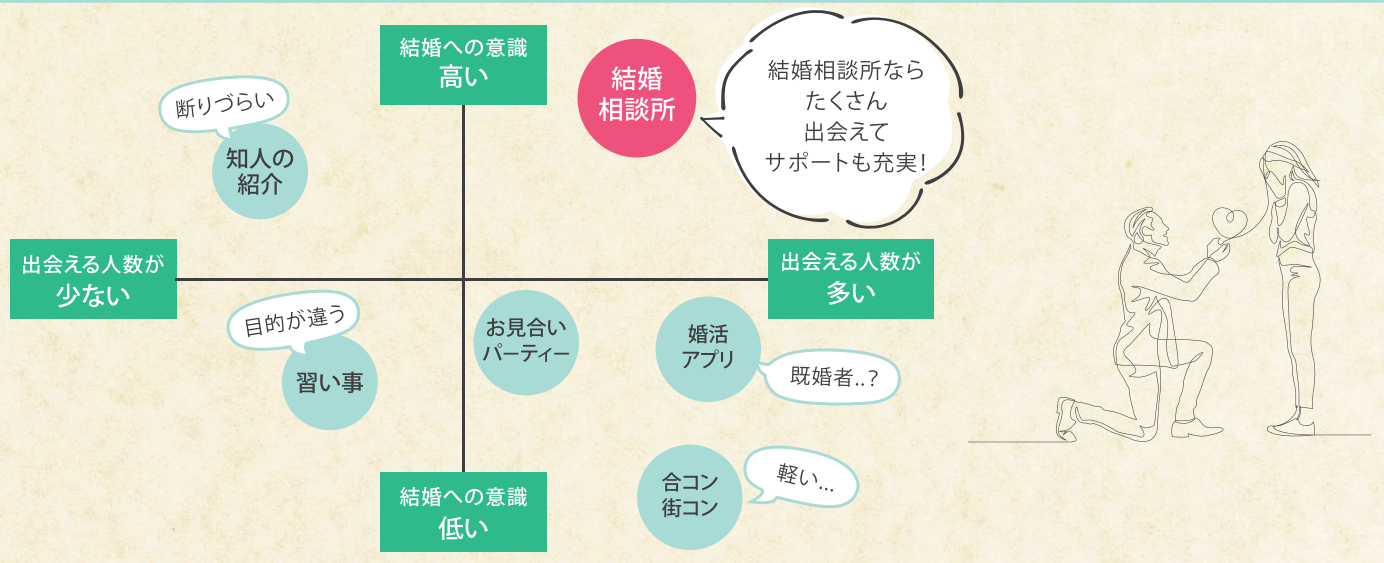 結婚への意識
高い
結婚
相談所
結婚相談所なら
たくさん
出会えて
サポートも充実!
断りづらい
知人の
紹介
出会える人数が
少ない
出会える人数が
多い
目的が違う
習い事
お見合い
パーティー
婚活
アプリ
既婚者..?
合コン
街コン
軽い...
結婚への意識
低い